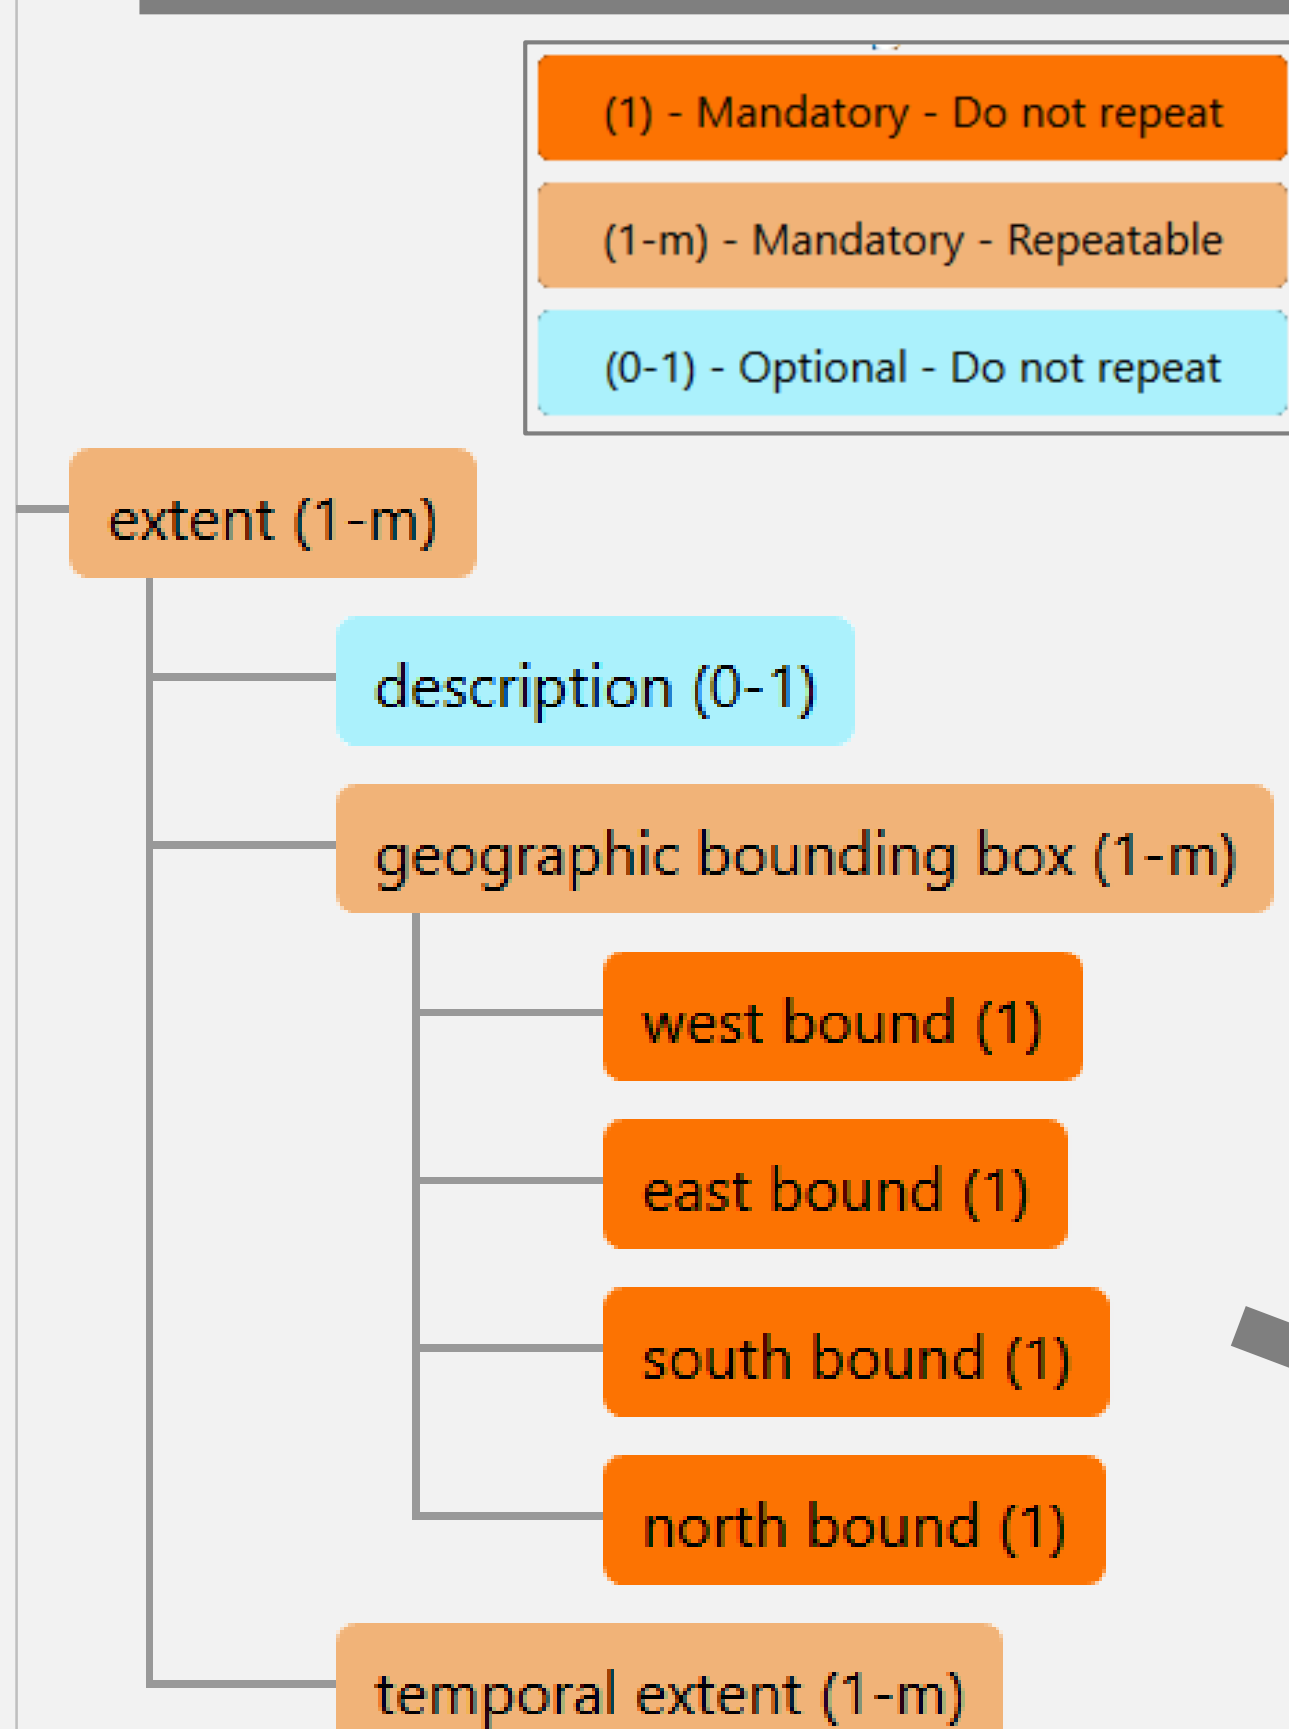 (1) - Mandatory - Do not repeat
(1-m) - Mandatory - Repeatable
(0-1) - Optional - Do not repeat
extent (1-m)
description (0-1)
geographic bounding box (1-m)
west bound (1)
east bound (1)
south bound (1)
north bound (1)
temporal extent (1-m)